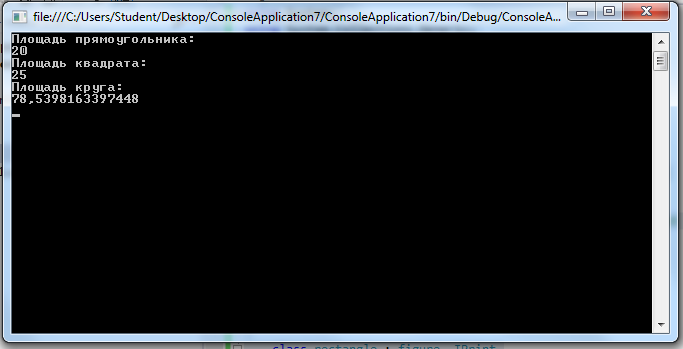 file:///C:/Users/Student/Desktop/ConsoleApplication7/ConsoleApplication7/bin/Debug/ConsoleA...
Площадь прямоугольника:
20
Площадь квадрата:
25
Площадь круга:
78,5398163397448
class rectangle : figure, IPrint